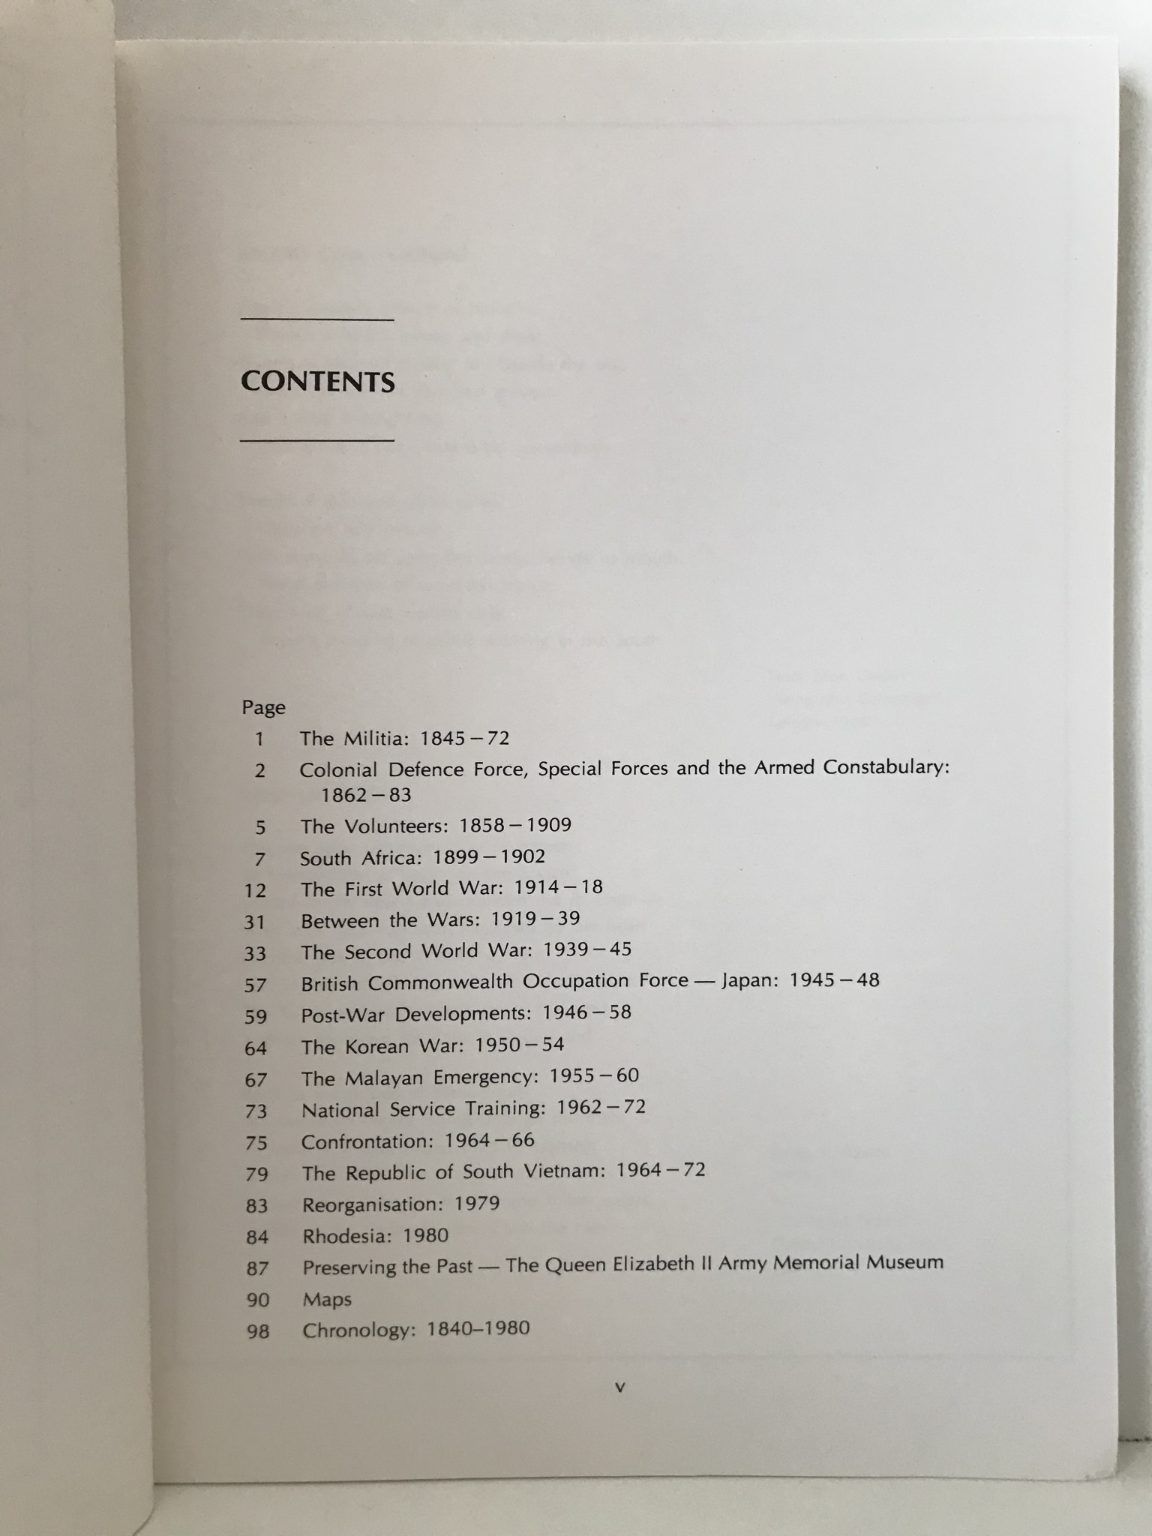 CONTENTS
Page
1 The Militia: 1845–72
2 Colonial Defence Force, Special Forces and the Armed Constabulary:
1862–83
5 The Volunteers: 1858–1909
7 South Africa: 1899–1902
12 The First World War: 1914–18
31 Between the Wars: 1919–39
33 The Second World War: 1939–45
57 British Commonwealth Occupation Force — Japan: 1945–48
59 Post-War Developments: 1946–58
64 The Korean War: 1950–54
67 The Malayan Emergency: 1955–60
73 National Service Training: 1962–72
75 Confrontation: 1964–66
79 The Republic of South Vietnam: 1964–72
83 Reorganisation: 1979
84 Rhodesia: 1980
87 Preserving the Past — The Queen Elizabeth II Army Memorial Museum
90 Maps
98 Chronology: 1840–1980
v